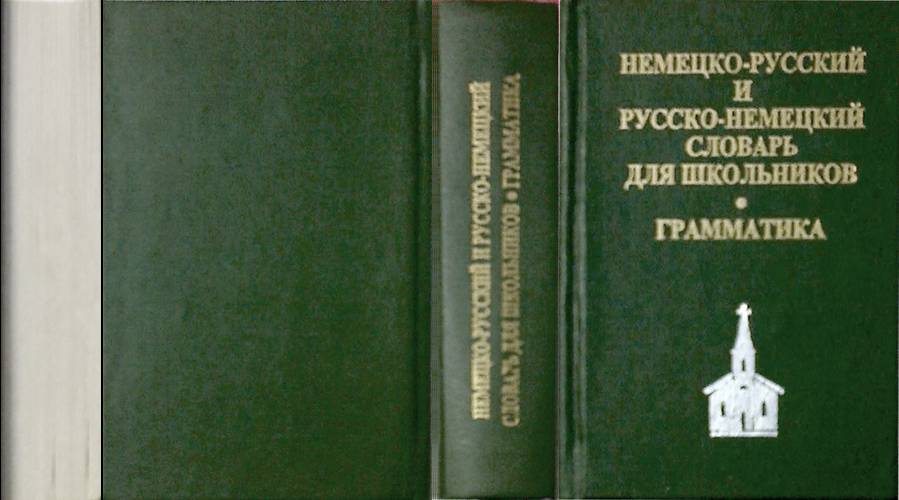 НЕМЕЦКО-РУССКИЙ И РУССКО-НЕМЕЦКИЙ
СЛОВАРЬ ДЛЯ ШКОЛЬНИКОВ • ГРАММАТИКА
НЕМЕЦКО-РУССКИЙ
И
РУССКО-НЕМЕЦКИЙ
СЛОВАРЬ
ДЛЯ ШКОЛЬНИКОВ
•
ГРАММАТИКА